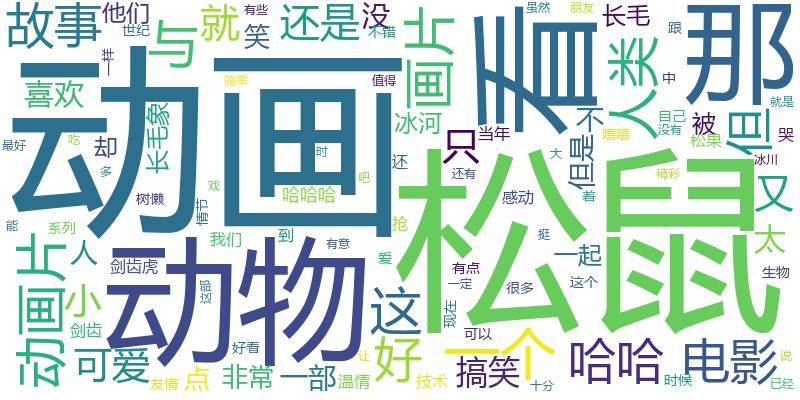 故事
他们
世纪
一样
与
就
有些
笑
还是
不错
没
画片
看
虽然
朋友
长毛
跟
那
喜欢
动画
简单
值得
人类
中
就是
最好
吃
却
多
长毛象
冰河
只
当年
嘻嘻
不
但是
自己
没有
被
松果
但
哭
冰川
时
还
还有
大
精彩
树懒
戏
哈哈哈
吧
松鼠
着
又
能
系列
情节
我们
到
有意
抢
感动
挺
太
动画片
人
剑齿虎
动物
这部
爱
有点
一定
很多
一起
这个
生物
小
剑齿
这
现在
可以
可爱
好看
友情
点
非常
一部
让
温情
好
技术
一个
搞笑
十分
哈哈
时候
电影
说
已经